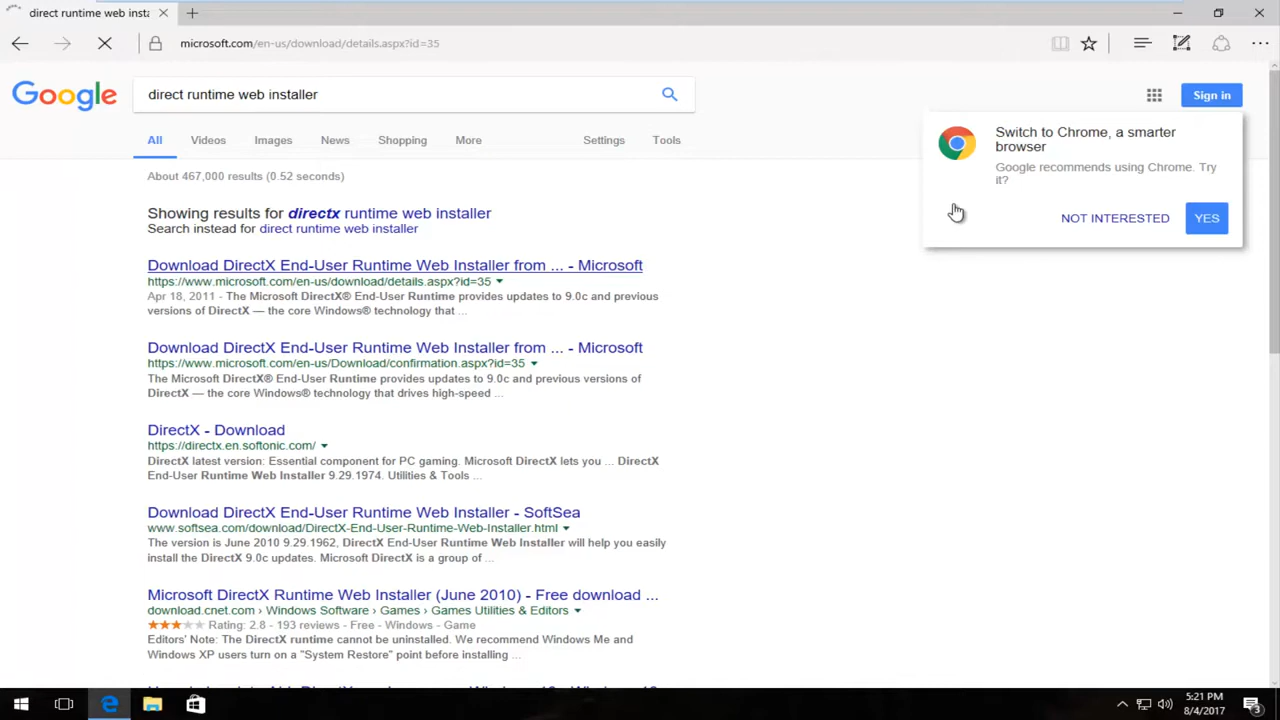 direct runtime web insta
microsoft.com/en-us/download/details.aspx?id=35
Google
direct runtime web installer
Sign in
All Videos Images News Shopping More Settings Tools
Switch to Chrome, a smarter
browser
Google recommends using Chrome. Try
it?
NOT INTERESTED YES
About 467,000 results (0.52 seconds)
Showing results for directx runtime web installer
Search instead for direct runtime web installer
Download DirectX End-User Runtime Web Installer from ... - Microsoft
https://www.microsoft.com/en-us/download/details.aspx?id=35
Apr 18, 2011 - The Microsoft DirectX® End-User Runtime provides updates to 9.0c and previous
versions of DirectX — the core Windows® technology that ...
Download DirectX End-User Runtime Web Installer from ... - Microsoft
https://www.microsoft.com/en-us/Download/confirmation.aspx?id=35
The Microsoft DirectX® End-User Runtime provides updates to 9.0c and previous versions of
DirectX — the core Windows® technology that drives high-speed ...
DirectX - Download
https://directx.en.softonic.com/
DirectX latest version: Essential component for PC gaming. Microsoft DirectX lets you ... DirectX
End-User Runtime Web Installer 9.29.1974. Utilities & Tools ...
Download DirectX End-User Runtime Web Installer - SoftSea
www.softsea.com/download/DirectX-End-User-Runtime-Web-Installer.html
The version is June 2010 9.29.1962, DirectX End-User Runtime Web Installer will help you easily
install the DirectX 9.0c updates. Microsoft DirectX is a group of ...
Microsoft DirectX Runtime Web Installer (June 2010) - Free download ...
download.cnet.com › Windows Software › Games › Games Utilities & Editors
Rating: 2.8 - 193 reviews - Free - Windows - Game
Editors' Note: The DirectX runtime cannot be uninstalled. We recommend Windows Me and
Windows XP users turn on a "System Restore" point before installing ...
5:21 PM
8/4/2017
3